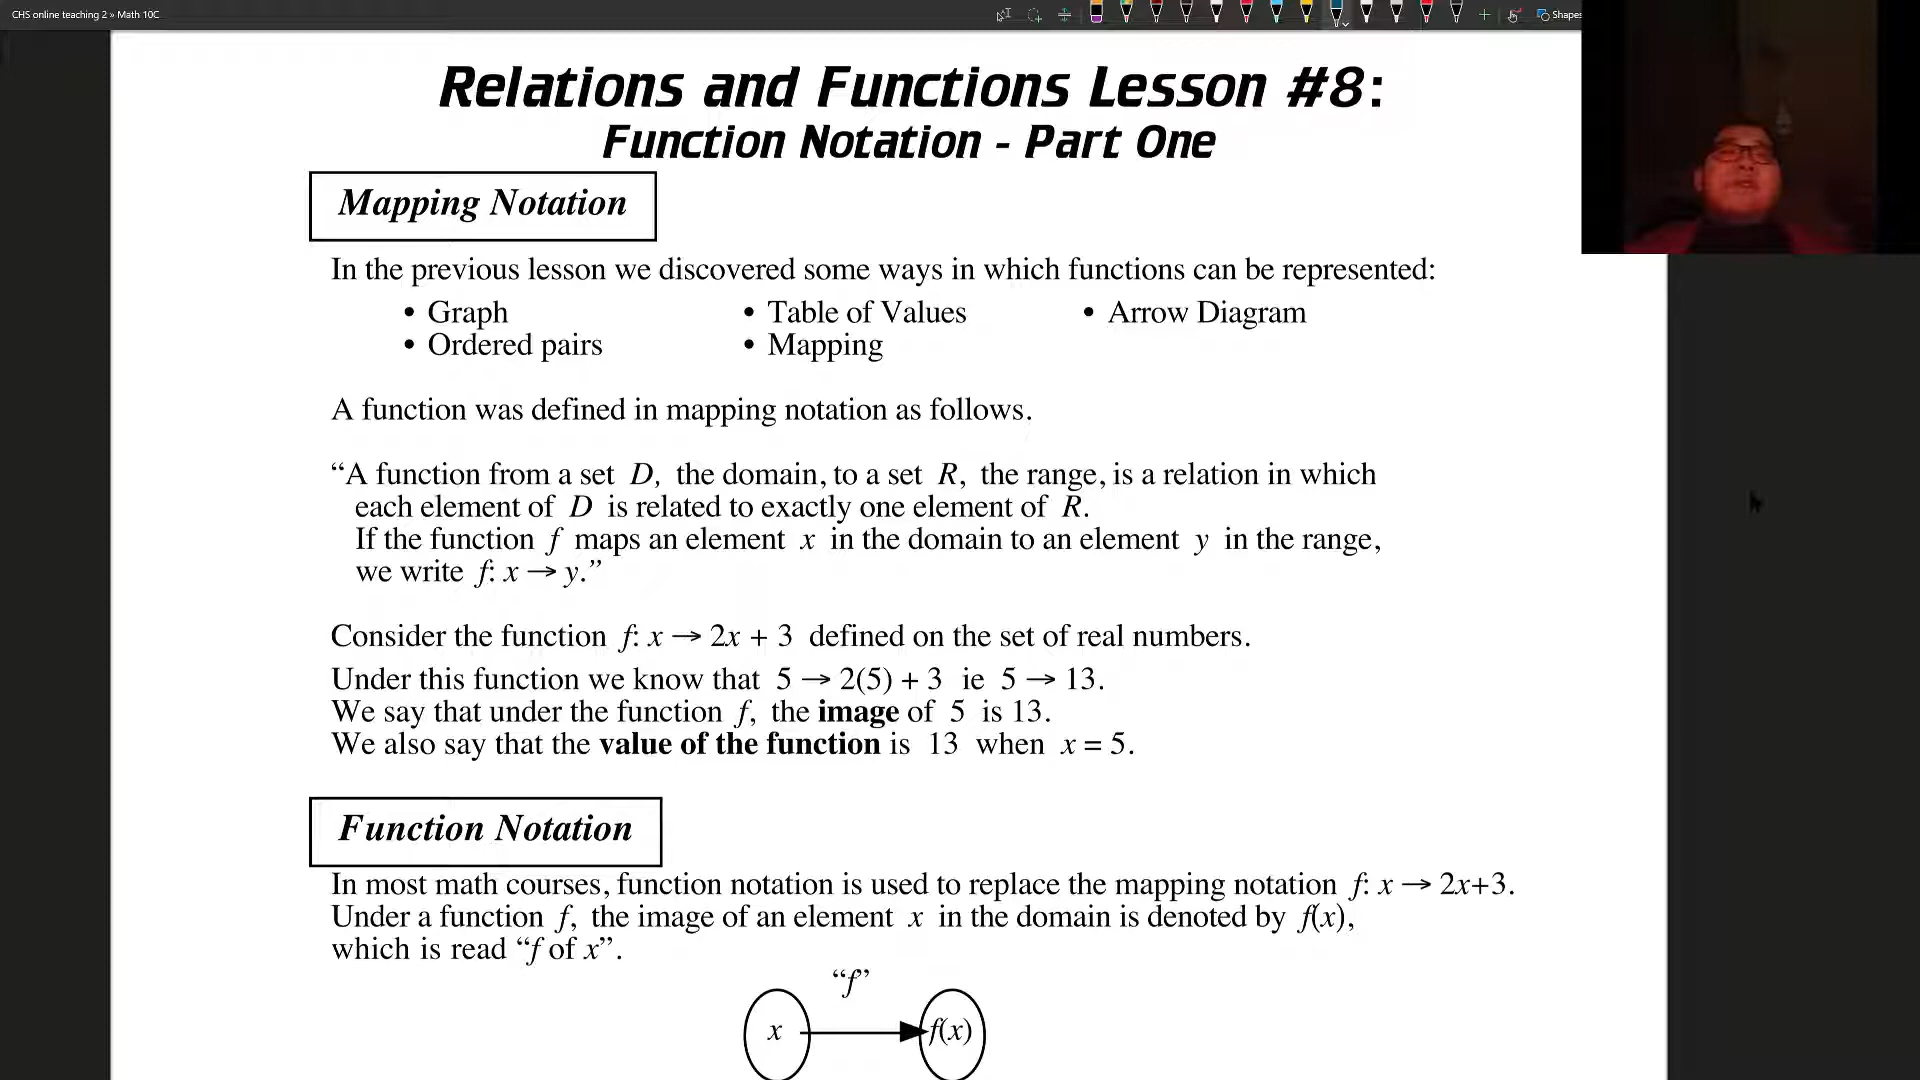 CHS online teaching 2 » Math 10C
Shapes
Relations and Functions Lesson #8:
Function Notation - Part One
Mapping Notation
In the previous lesson we discovered some ways in which functions can be represented:
• Graph • Table of Values • Arrow Diagram
• Ordered pairs • Mapping
A function was defined in mapping notation as follows.
“A function from a set D, the domain, to a set R, the range, is a relation in which
each element of D is related to exactly one element of R.
If the function f maps an element x in the domain to an element y in the range,
we write f: x → y.”
Consider the function f: x → 2x + 3 defined on the set of real numbers.
Under this function we know that 5 → 2(5) + 3 ie 5 → 13.
We say that under the function f, the image of 5 is 13.
We also say that the value of the function is 13 when x = 5.
Function Notation
In most math courses, function notation is used to replace the mapping notation f: x → 2x+3.
Under a function f, the image of an element x in the domain is denoted by f(x),
which is read “f of x”.
“f”
x f(x)